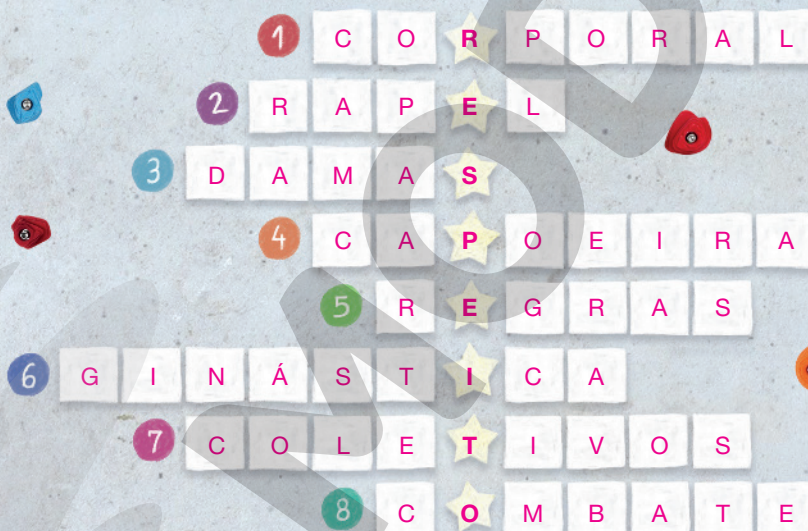 1 CORPORAL
2 RAPEL
3 DAMAS
4 CAPOEIRA
5 REGRAS
6 GINÁSTICA
7 COLETIVOS
8 COMBATE